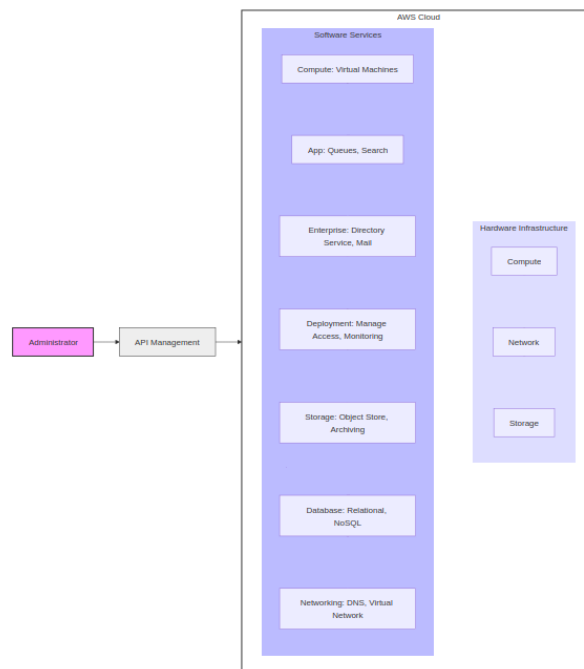 AWS Cloud
Software Services
Compute: Virtual Machines
App: Queues, Search
Enterprise: Directory
Service, Mail
Deployment: Manage
Access, Monitoring
Storage: Object Store,
Archiving
Database: Relational,
NoSQL
Networking: DNS, Virtual
Network
Hardware Infrastructure
Compute
Network
Storage
Administrator
API Management